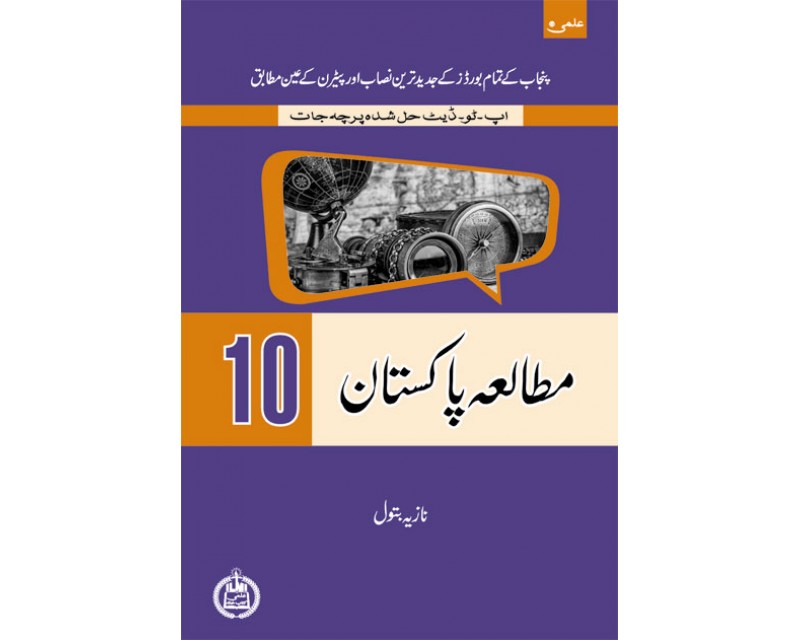 علمی
پنجاب کے تمام بورڈز کے جدید ترین نصاب اور پیٹرن کے عین مطابق
اپ-ٹو-ڈیٹ حل شدہ پرچہ جات
مطالعہ پاکستان
10
نازیہ بتول
علمی